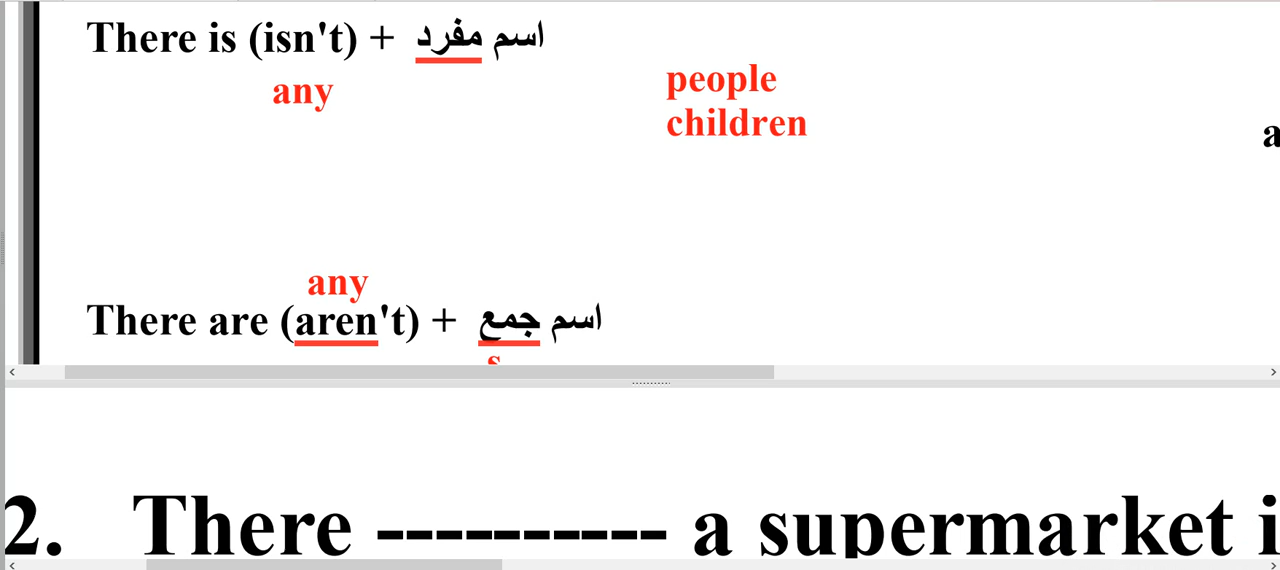 There is (isn't) + اسم مفرد
any
people
children
a
any
There are (aren't) + اسم جمع
s
2. There ---------- a supermarket i